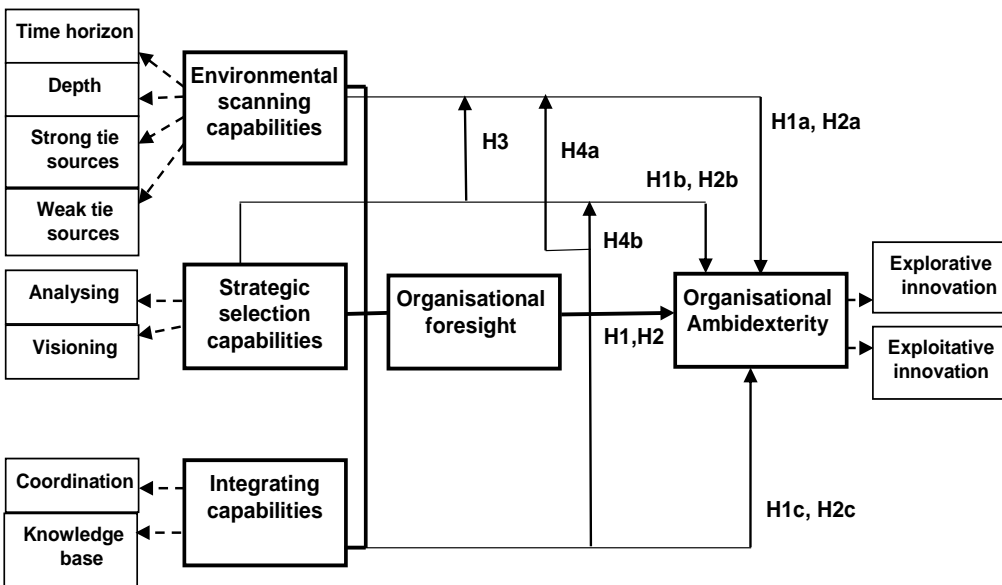 Time horizon
Depth
Strong tie
sources
Weak tie
sources
Environmental
scanning
capabilities
H3
H4a
H1a, H2a
H1b, H2b
H4b
Analysing
Visioning
Strategic
selection
capabilities
Organisational
foresight
H1,H2
Organisational
Ambidexterity
Explorative
innovation
Exploitative
innovation
Coordination
Knowledge
base
Integrating
capabilities
H1c, H2c